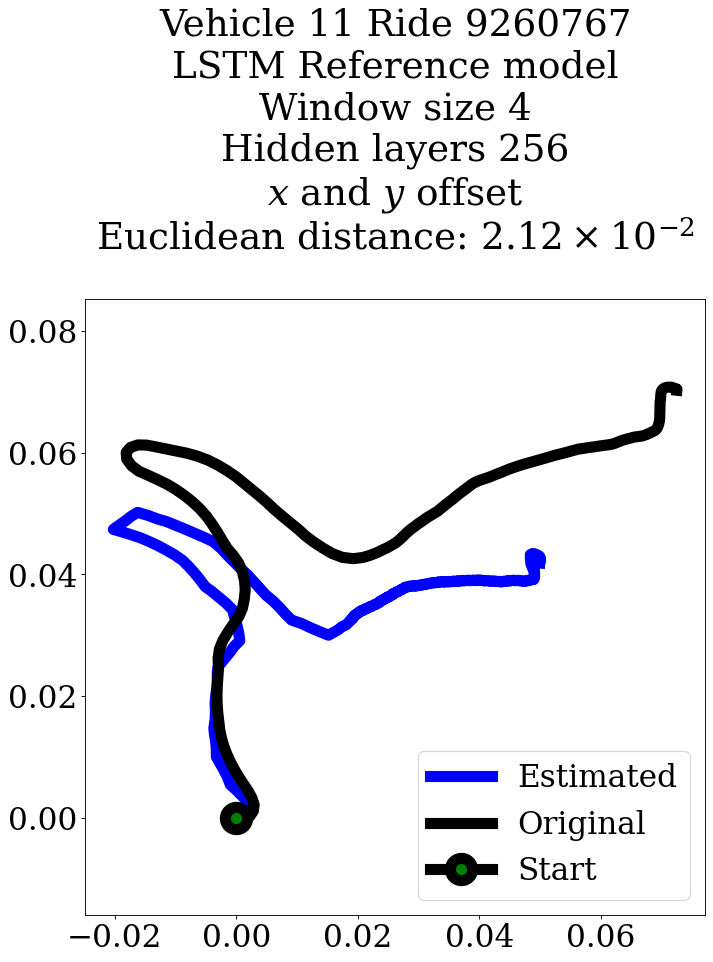 Vehicle 11 Ride 9260767
LSTM Reference model
Window size 4
Hidden layers 256
x and y offset
Euclidean distance: 2.12 × 10⁻²
0.08
0.06
0.04
0.02
0.00
Estimated
Original
Start
−0.02 0.00 0.02 0.04 0.06